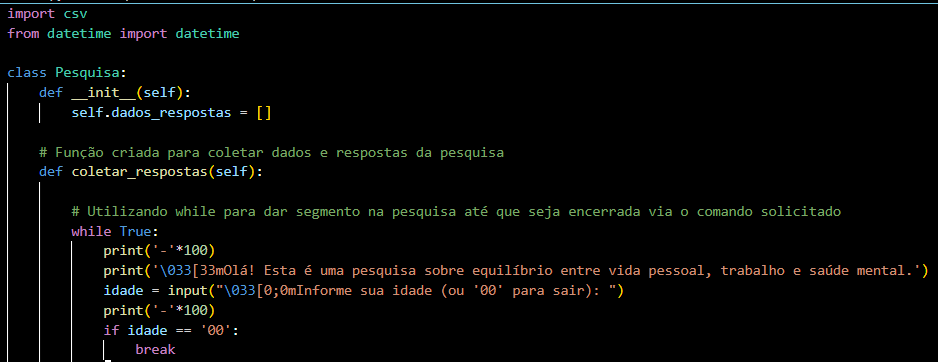 import csv
from datetime import datetime
class Pesquisa:
def __init__(self):
self.dados_respostas = []
# Função criada para coletar dados e respostas da pesquisa
def coletar_respostas(self):
# Utilizando while para dar segmento na pesquisa até que seja encerrada via o comando solicitado
while True:
print('-'*100)
print('\033[33mOlá! Esta é uma pesquisa sobre equilíbrio entre vida pessoal, trabalho e saúde mental.')
idade = input("\033[0;0mInforme sua idade (ou '00' para sair): ")
print('-'*100)
if idade == '00':
break